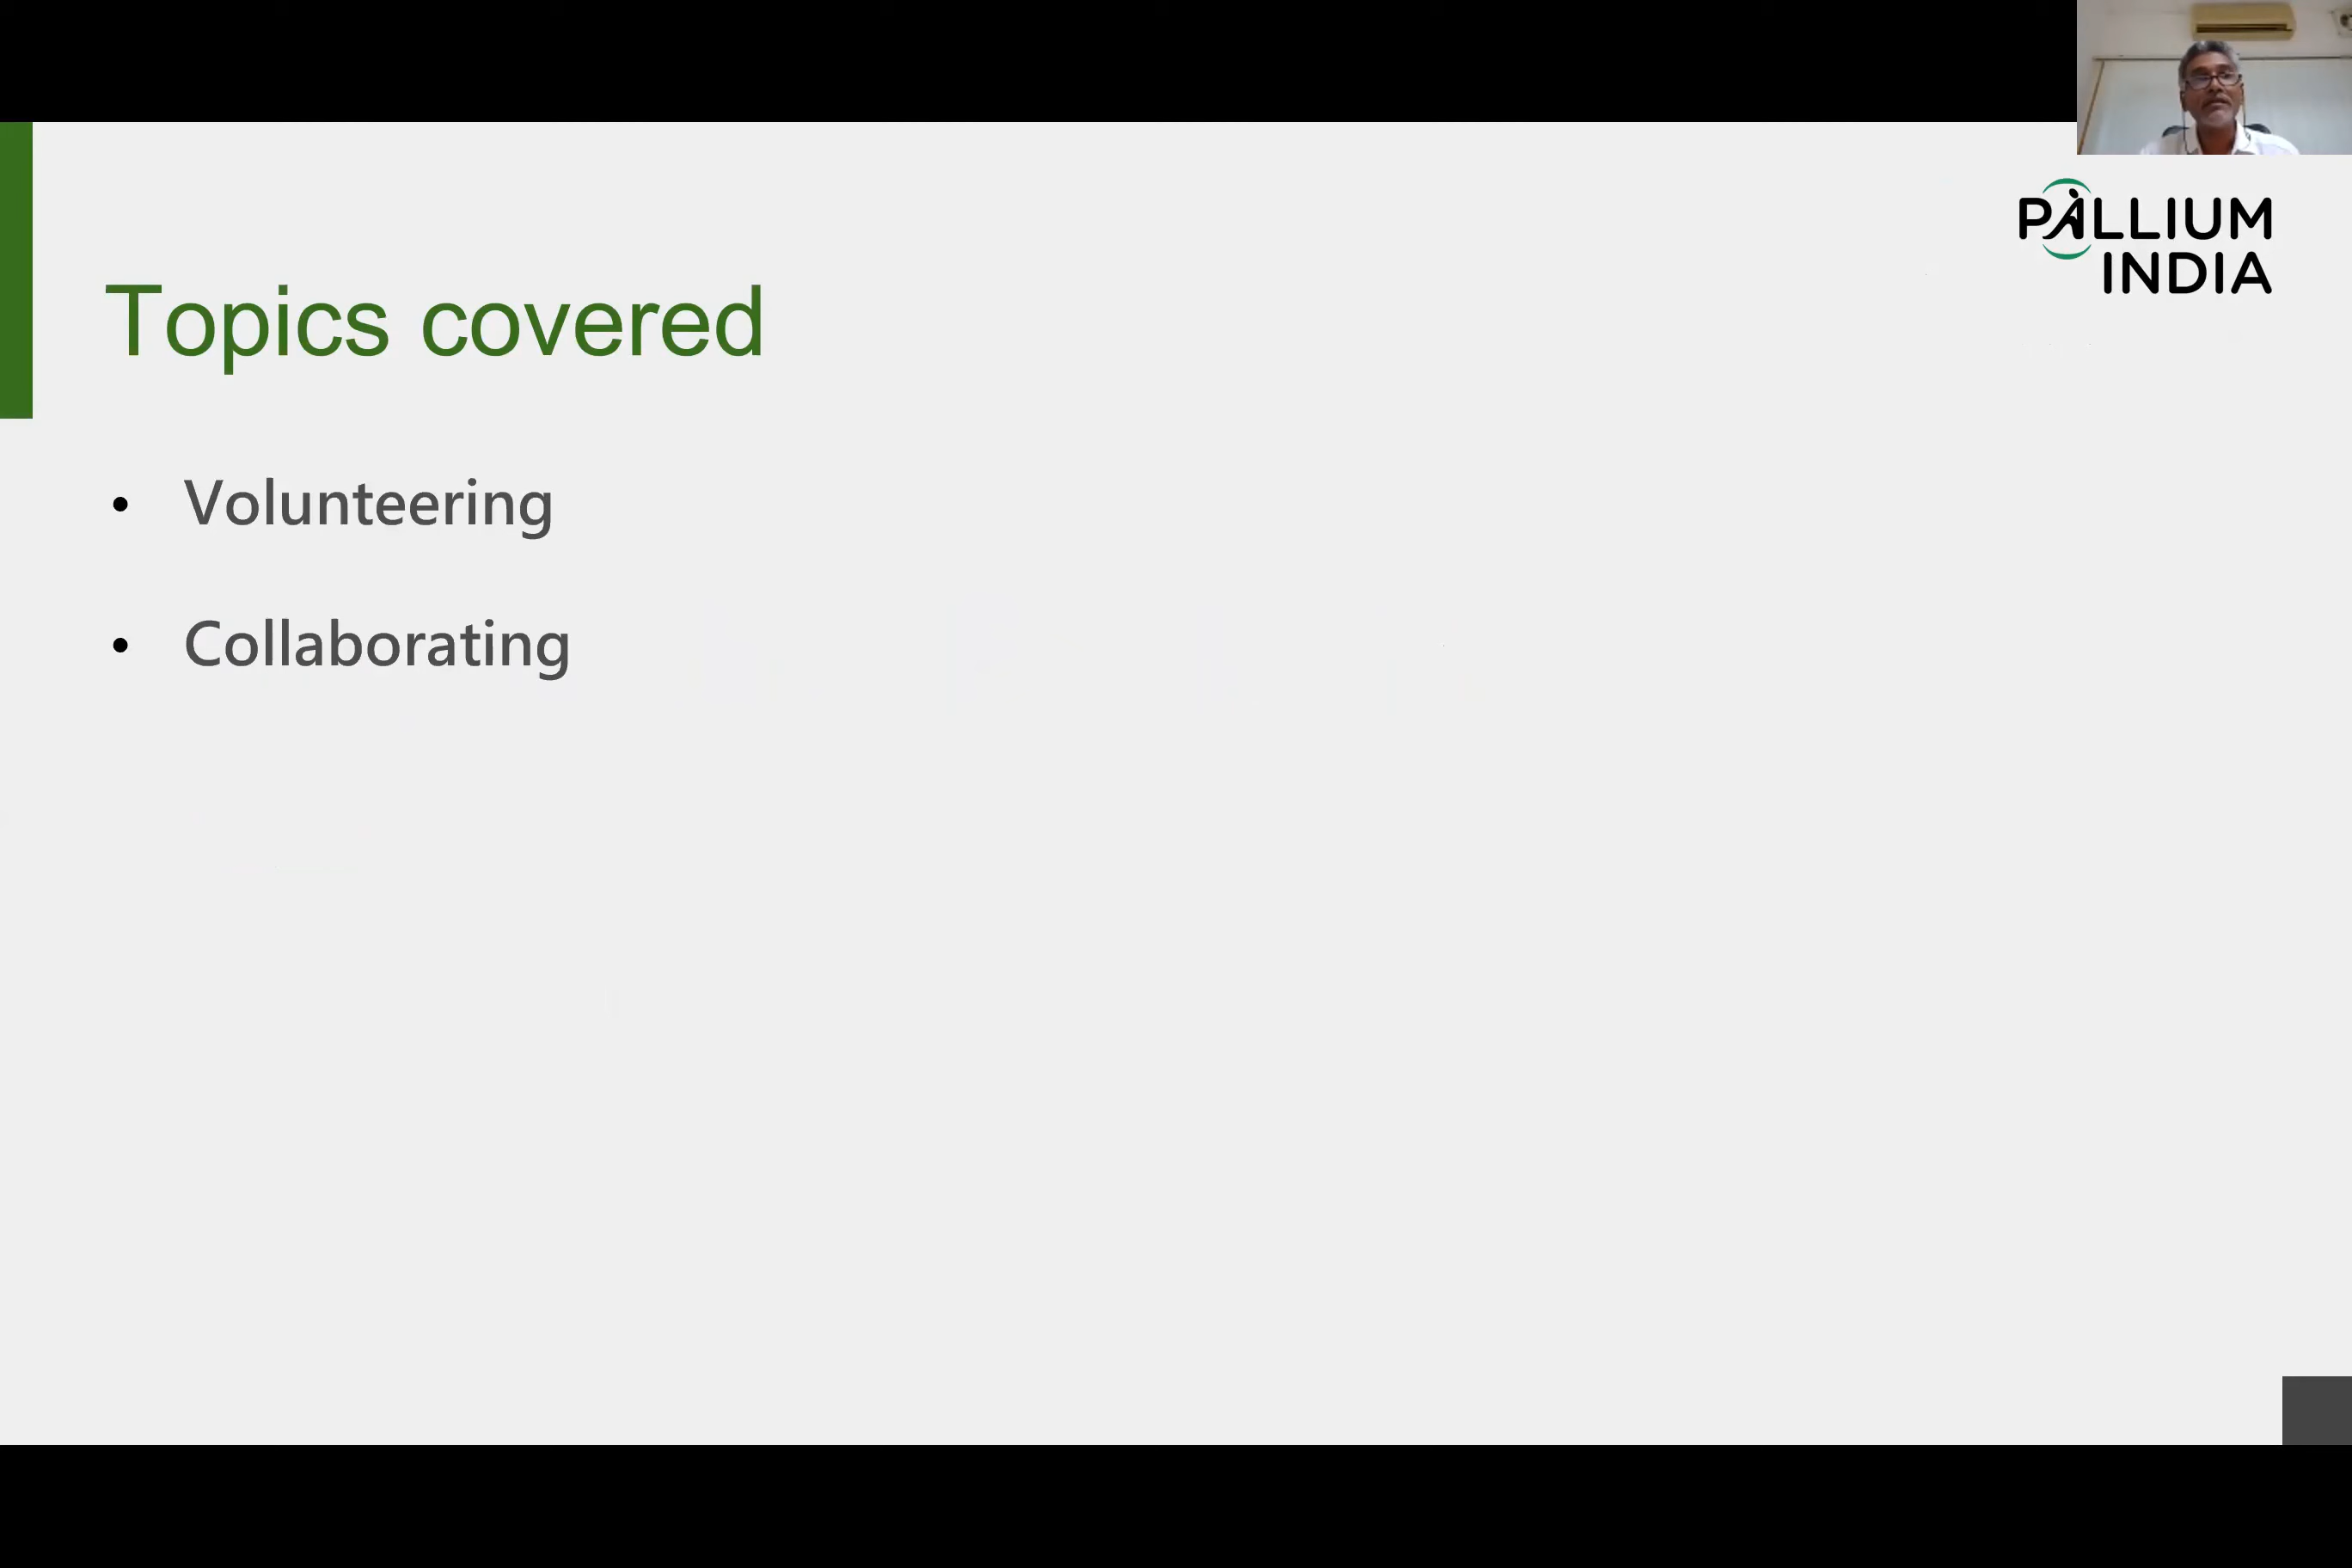 PALLIUM
INDIA
Topics covered
• Volunteering
• Collaborating